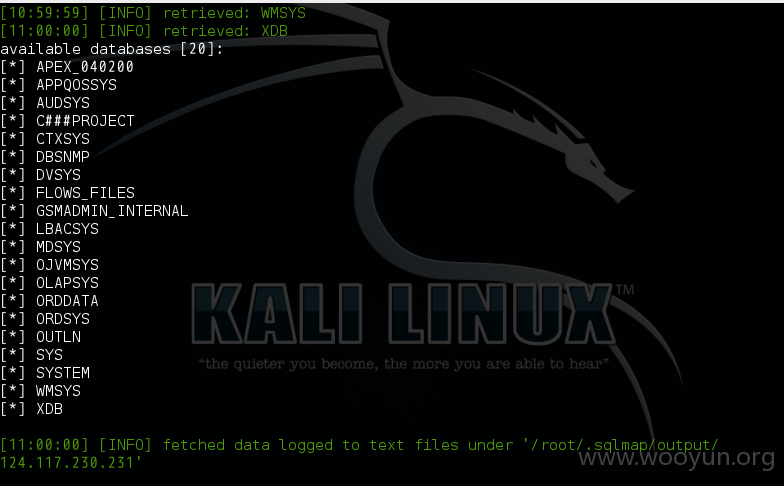 [10:59:59] [INFO] retrieved: WMSYS
[11:00:00] [INFO] retrieved: XDB
available databases [20]:
[*] APEX_040200
[*] APPQOSSYS
[*] AUDSYS
[*] C###PROJECT
[*] CTXSYS
[*] DBSNMP
[*] DVSYS
[*] FLOWS_FILES
[*] GSMADMIN_INTERNAL
[*] LBACSYS
[*] MDSYS
[*] OJVMSYS
[*] OLAPSYS
[*] ORDDATA
[*] ORDSYS
[*] OUTLN
[*] SYS
[*] SYSTEM
[*] WMSYS
[*] XDB
KALI LINUX™
“the quieter you become, the more you are able to hear”
[11:00:00] [INFO] fetched data logged to text files under '/root/.sqlmap/output/
124.117.230.231'
www.wooyun.org